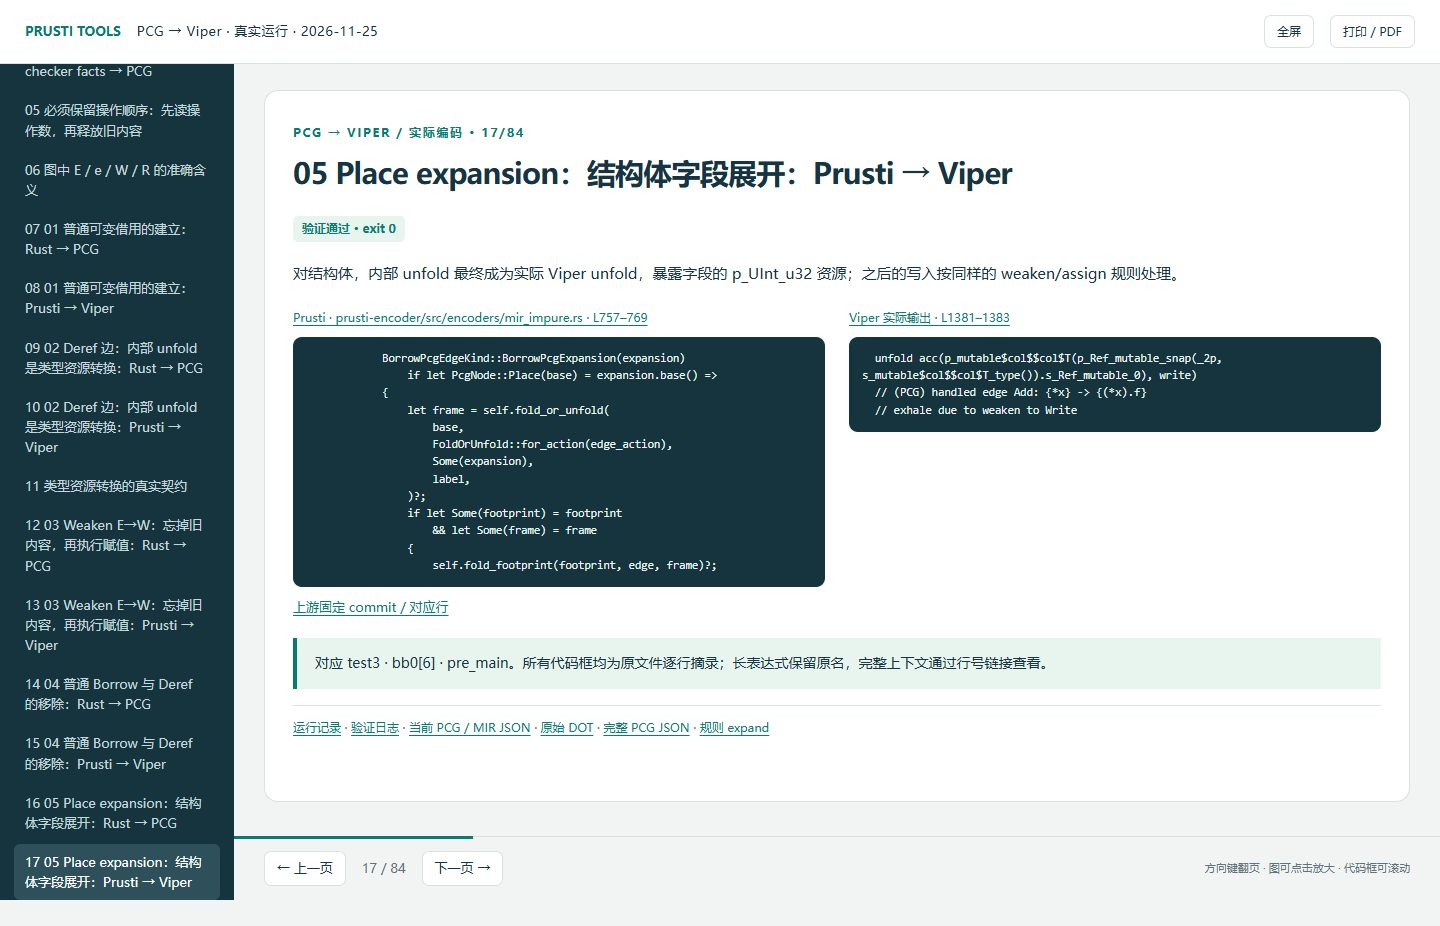 PRUSTI TOOLS PCG → Viper · 真实运行 · 2026-11-25
全屏
打印 / PDF
checker facts → PCG
05 必须保留操作顺序：先读操
作数，再释放旧内容
06 图中 E / e / W / R 的准确含
义
07 01 普通可变借用的建立：
Rust → PCG
08 01 普通可变借用的建立：
Prusti → Viper
09 02 Deref 边：内部 unfold
是类型资源转换：Rust → PCG
10 02 Deref 边：内部 unfold
是类型资源转换：Prusti →
Viper
11 类型资源转换的真实契约
12 03 Weaken E→W：忘掉旧
内容，再执行赋值：Rust →
PCG
13 03 Weaken E→W：忘掉旧
内容，再执行赋值：Prusti →
Viper
14 04 普通 Borrow 与 Deref
的移除：Rust → PCG
15 04 普通 Borrow 与 Deref
的移除：Prusti → Viper
16 05 Place expansion：结构
体字段展开：Rust → PCG
17 05 Place expansion：结构
体字段展开：Prusti → Viper
PCG → VIPER / 实际编码 • 17/84
05 Place expansion：结构体字段展开：Prusti → Viper
验证通过 • exit 0
对结构体，内部 unfold 最终成为实际 Viper unfold，暴露字段的 p_UInt_u32 资源；之后的写入按同样的 weaken/assign 规则处理。
Prusti · prusti-encoder/src/encoders/mir_impure.rs · L757–769
BorrowPcgEdgeKind::BorrowPcgExpansion(expansion)
if let PcgNode::Place(base) = expansion.base() =>
{
let frame = self.fold_or_unfold(
base,
FoldOrUnfold::for_action(edge_action),
Some(expansion),
label,
)?;
if let Some(footprint) = footprint
&& let Some(frame) = frame
{
self.fold_footprint(footprint, edge, frame)?;
上游固定 commit / 对应行
Viper 实际输出 · L1381–1383
unfold acc(p_mutable$col$$col$T(p_Ref_mutable_snap(_2p,
s_mutable$col$$col$T_type()).s_Ref_mutable_0), write)
// (PCG) handled edge Add: {*x} -> {(*x).f}
// exhale due to weaken to Write
对应 test3 · bb0[6] · pre_main。所有代码框均为原文件逐行摘录；长表达式保留原名，完整上下文通过行号链接查看。
运行记录 · 验证日志 · 当前 PCG / MIR JSON · 原始 DOT · 完整 PCG JSON · 规则 expand
← 上一页
17 / 84
下一页 →
方向键翻页 · 图可点击放大 · 代码框可滚动